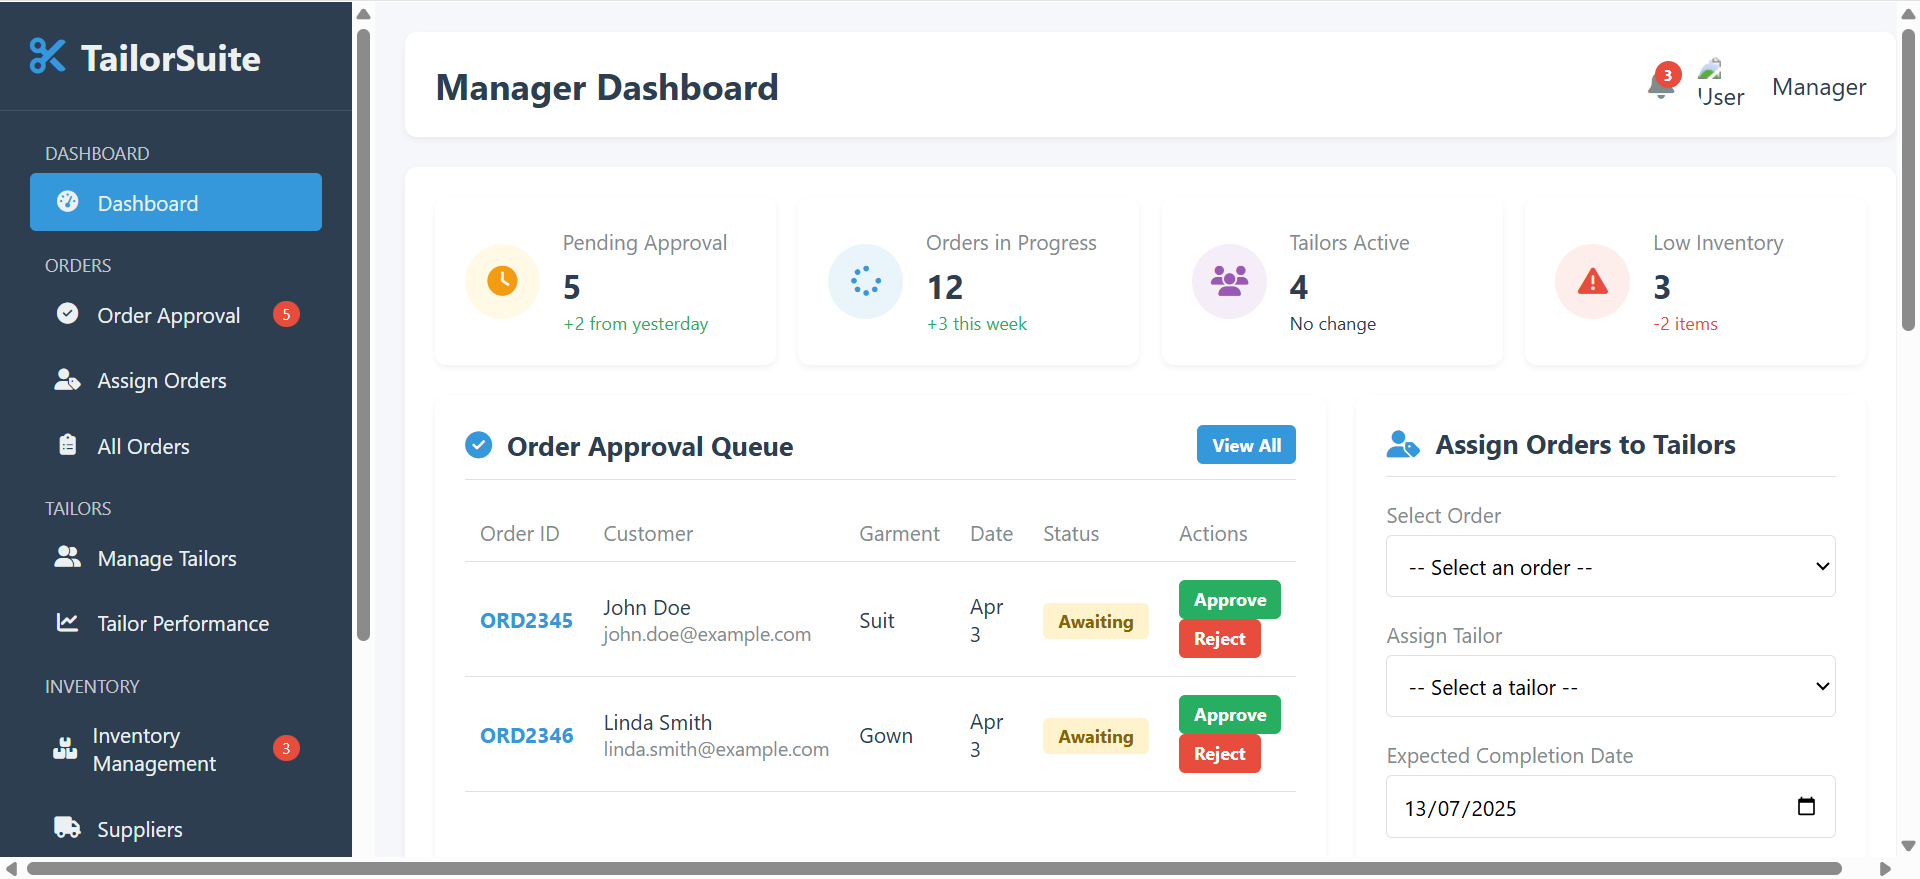 TailorSuite
DASHBOARD
Dashboard
ORDERS
Order Approval 5
Assign Orders
All Orders
TAILORS
Manage Tailors
Tailor Performance
INVENTORY
Inventory
Management 3
Suppliers
Manager Dashboard
3
User
Manager
Pending Approval
5
+2 from yesterday
Orders in Progress
12
+3 this week
Tailors Active
4
No change
Low Inventory
3
-2 items
Order Approval Queue
View All
Order ID Customer Garment Date Status Actions
ORD2345
John Doe
john.doe@example.com
Suit
Apr
3
Awaiting
Approve
Reject
ORD2346
Linda Smith
linda.smith@example.com
Gown
Apr
3
Awaiting
Approve
Reject
Assign Orders to Tailors
Select Order
-- Select an order --
Assign Tailor
-- Select a tailor --
Expected Completion Date
13/07/2025